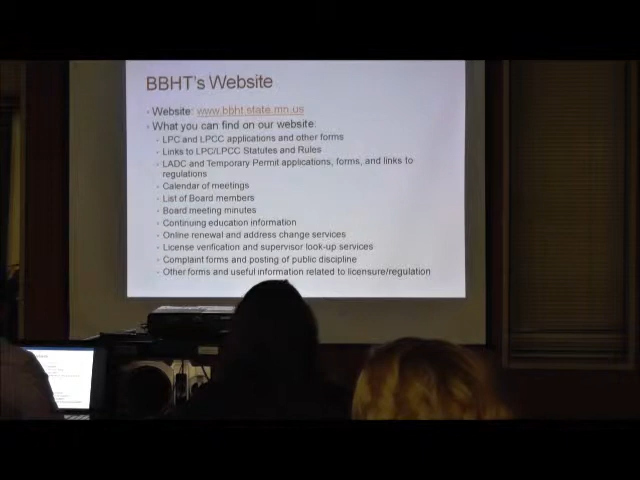 BBHT's Website
Website: www.bbht.state.mn.us
What you can find on our website:
LPC and LPCC applications and other forms
Links to LPC/LPCC Statutes and Rules
LADC and Temporary Permit applications, forms, and links to
regulations
Calendar of meetings
List of Board members
Board meeting minutes
Continuing education information
Online renewal and address change services
License verification and supervisor look-up services
Complaint forms and posting of public discipline
Other forms and useful information related to licensure/regulation